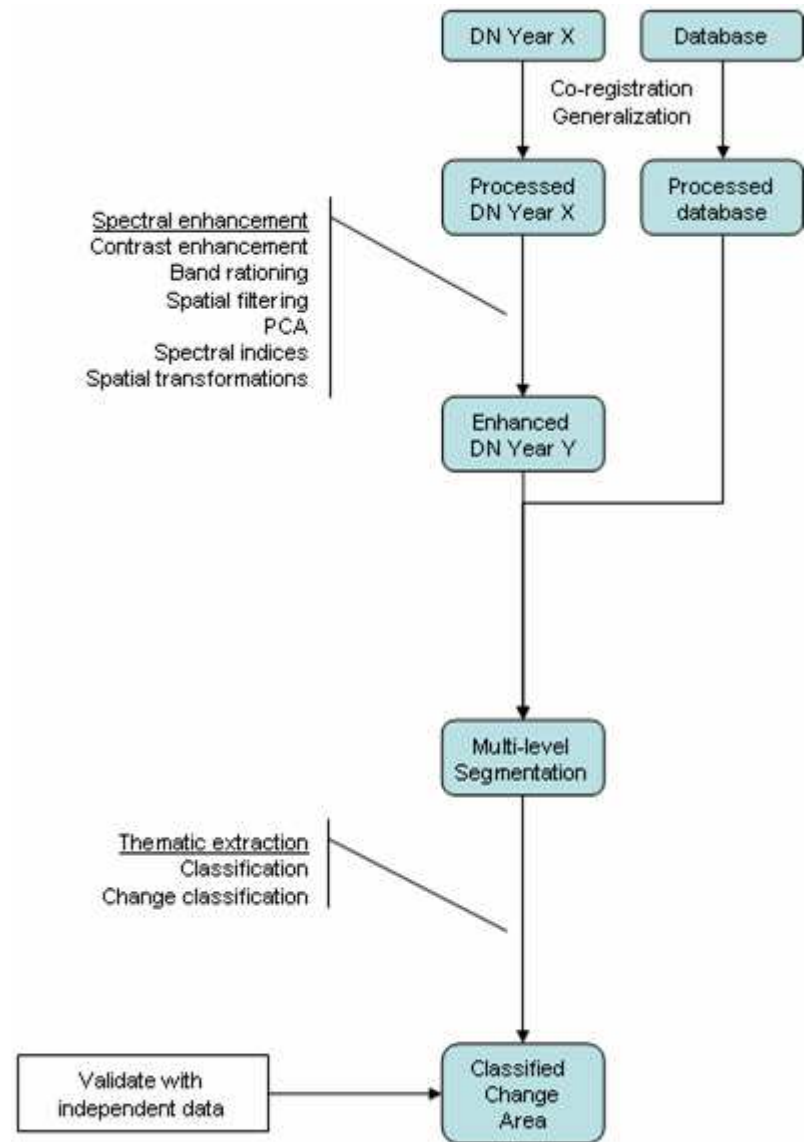 DN Year X
Database
Co-registration
Generalization
Processed
DN Year X
Processed
database
Spectral enhancement
Contrast enhancement
Band rationing
Spatial filtering
PCA
Spectral indices
Spatial transformations
Enhanced
DN Year Y
Multi-level
Segmentation
Thematic extraction
Classification
Change classification
Validate with
independent data
Classified
Change
Area